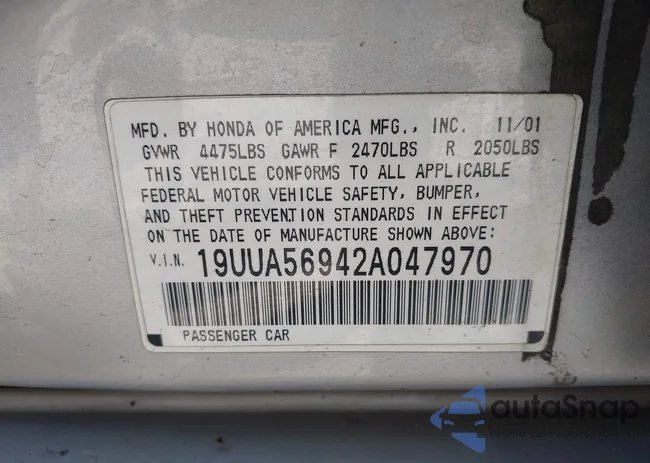 MFD. BY HONDA OF AMERICA MFG., INC. 11/01
GVWR 4475LBS GAWR F 2470LBS R 2050LBS
THIS VEHICLE CONFORMS TO ALL APPLICABLE
FEDERAL MOTOR VEHICLE SAFETY, BUMPER,
AND THEFT PREVENTION STANDARDS IN EFFECT
ON THE DATE OF MANUFACTURE SHOWN ABOVE:
V.I.N. 19UUA56942A047970
PASSENGER CAR
autoSnap